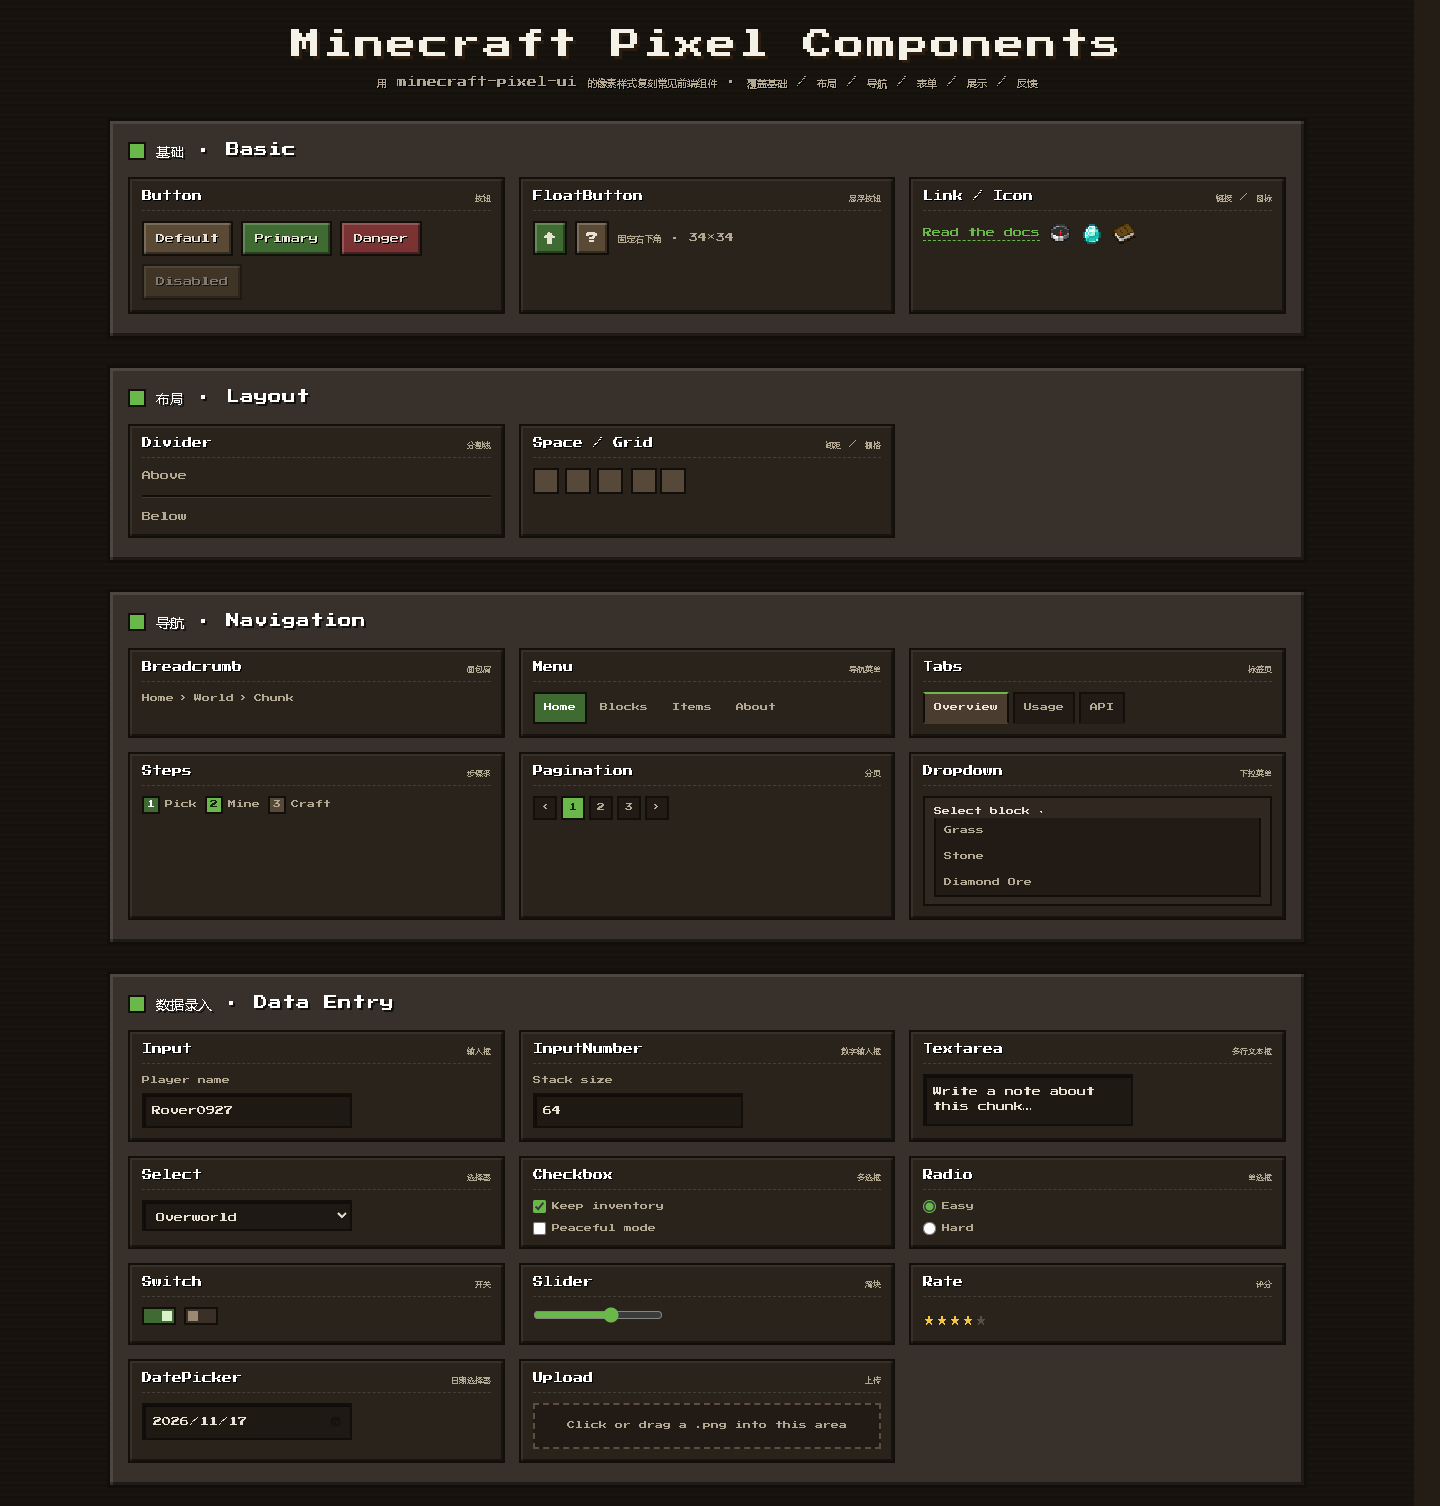 Minecraft Pixel Components
用 minecraft-pixel-ui 的像素样式复刻常见前端组件 · 覆盖基础 / 布局 / 导航 / 表单 / 展示 / 反馈
基础 · Basic
Button 按钮
Default Primary Danger
Disabled
FloatButton 悬浮按钮
? 固定右下角 · 34×34
Link / Icon 链接 / 图标
Read the docs
布局 · Layout
Divider 分割线
Above
Below
Space / Grid 间距 / 栅格
导航 · Navigation
Breadcrumb 面包屑
Home › World › Chunk
Menu 导航菜单
Home Blocks Items About
Tabs 标签页
Overview Usage API
Steps 步骤条
1 Pick 2 Mine 3 Craft
Pagination 分页
‹ 1 2 3 ›
Dropdown 下拉菜单
Select block ·
Grass
Stone
Diamond Ore
数据录入 · Data Entry
Input 输入框
Player name
Rover0927
InputNumber 数字输入框
Stack size
64
Textarea 多行文本框
Write a note about
this chunk…
Select 选择器
Overworld
Checkbox 多选框
Keep inventory
Peaceful mode
Radio 单选框
Easy
Hard
Switch 开关
Slider 滑块
Rate 评分
★★★★★
DatePicker 日期选择器
2026/11/17
Upload 上传
Click or drag a .png into this area